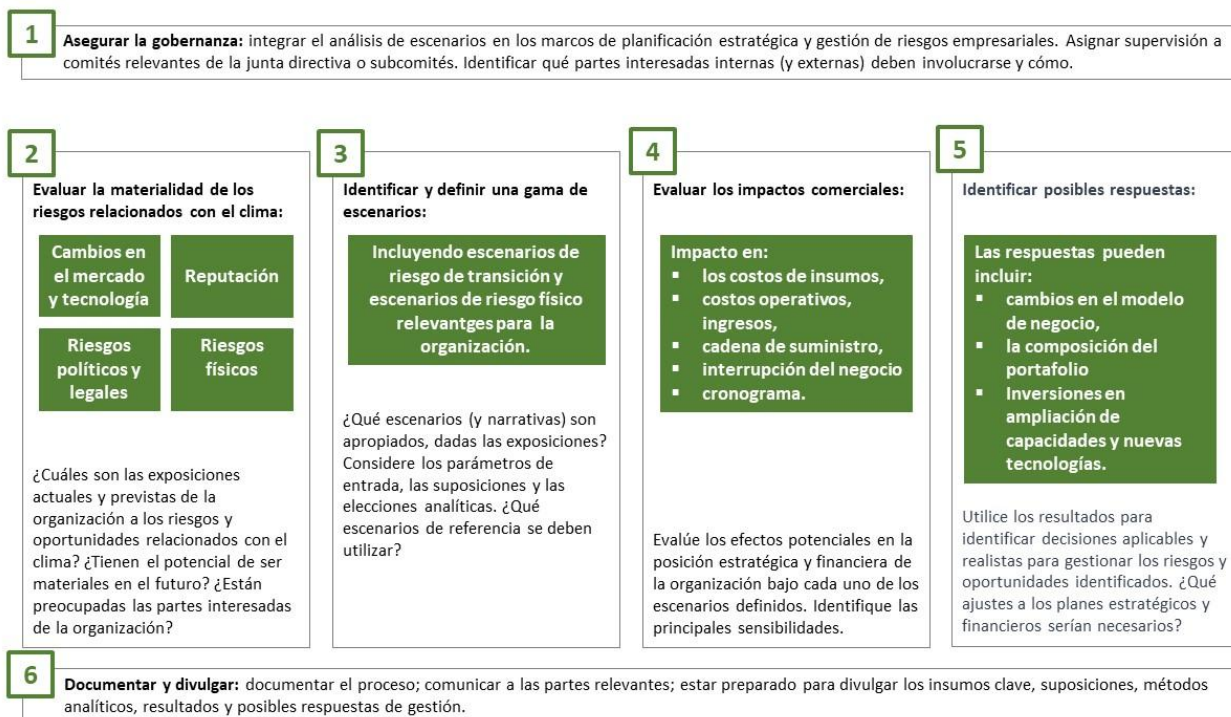 1
Asegurar la gobernanza: integrar el análisis de escenarios en los marcos de planificación estratégica y gestión de riesgos empresariales. Asignar supervisión a
comités relevantes de la junta directiva o subcomités. Identificar qué partes interesadas internas (y externas) deben involucrarse y cómo.
2
Evaluar la materialidad de los
riesgos relacionados con el clima:
Cambios en
el mercado
y tecnología
Reputación
Riesgos
políticos y
legales
Riesgos
físicos
¿Cuáles son las exposiciones
actuales y previstas de la
organización a los riesgos y
oportunidades relacionados con el
clima? ¿Tienen el potencial de ser
materiales en el futuro? ¿Están
preocupadas las partes interesadas
de la organización?
3
Identificar y definir una gama de
escenarios:
Incluyendo escenarios de
riesgo de transición y
escenarios de riesgo físico
relevantges para la
organización.
¿Qué escenarios (y narrativas) son
apropiados, dadas las exposiciones?
Considere los parámetros de
entrada, las suposiciones y las
elecciones analíticas. ¿Qué
escenarios de referencia se deben
utilizar?
4
Evaluar los impactos comerciales:
Impacto en:
▪ los costos de insumos,
▪ costos operativos,
ingresos,
▪ cadena de suministro,
▪ interrupción del negocio
▪ cronograma.
Evalúe los efectos potenciales en la
posición estratégica y financiera de
la organización bajo cada uno de los
escenarios definidos. Identifique las
principales sensibilidades.
5
Identificar posibles respuestas:
Las respuestas pueden
incluir:
▪ cambios en el modelo
de negocio,
▪ la composición del
portafolio
▪ Inversiones en
ampliación de
capacidades y nuevas
tecnologías.
Utilice los resultados para
identificar decisiones aplicables y
realistas para gestionar los riesgos y
oportunidades identificados. ¿Qué
ajustes a los planes estratégicos y
financieros serían necesarios?
6
Documentar y divulgar: documentar el proceso; comunicar a las partes relevantes; estar preparado para divulgar los insumos clave, suposiciones, métodos
analíticos, resultados y posibles respuestas de gestión.